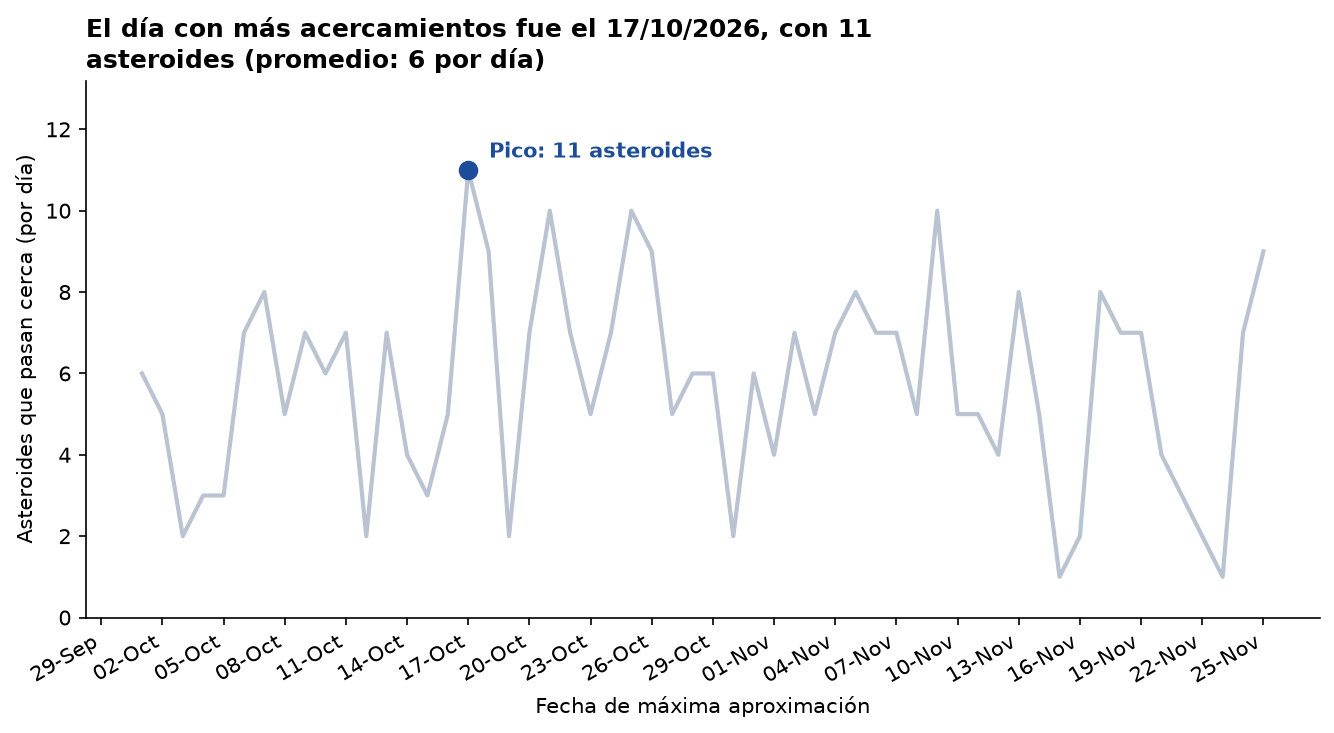 El día con más acercamientos fue el 17/10/2026, con 11
asteroides (promedio: 6 por día)
Asteroides que pasan cerca (por día)
12
10
8
6
4
2
0
Pico: 11 asteroides
29-Sep
02-Oct
05-Oct
08-Oct
11-Oct
14-Oct
17-Oct
20-Oct
23-Oct
26-Oct
29-Oct
01-Nov
04-Nov
07-Nov
10-Nov
13-Nov
16-Nov
19-Nov
22-Nov
25-Nov
Fecha de máxima aproximación